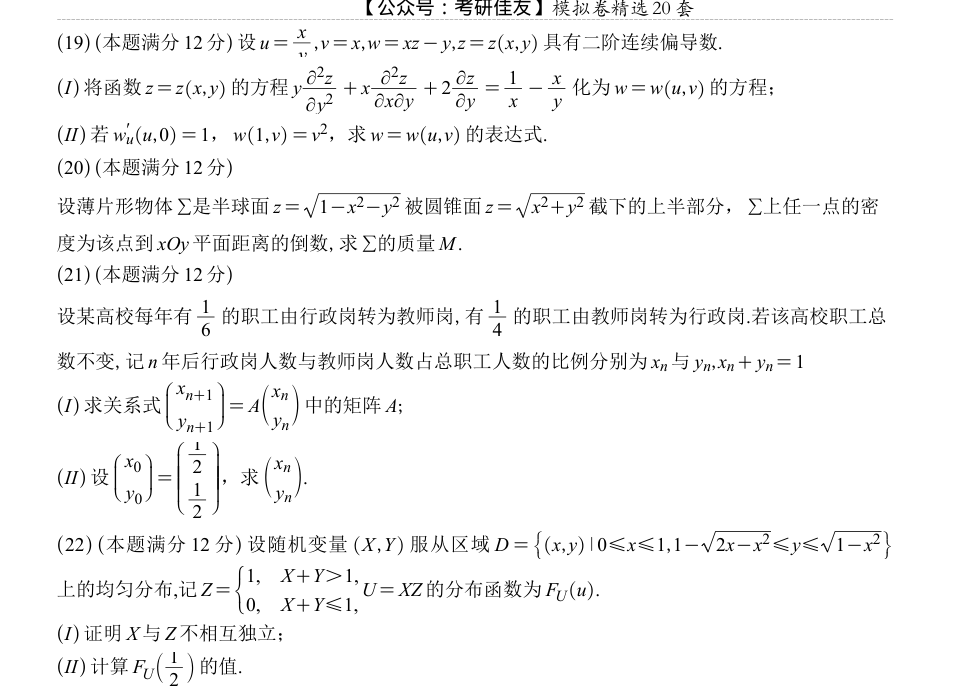 【公众号：考研佳友】模拟卷精选20套
(19) (本题满分 12 分) 设 u = x/y, v = x, w = xz − y, z = z(x,y) 具有二阶连续偏导数.
(I) 将函数 z = z(x,y) 的方程 y ∂²z/∂y² + x ∂²z/∂x∂y + 2 ∂z/∂y = 1/x − x/y 化为 w = w(u,v) 的方程；
(II) 若 w′ᵤ(u,0) = 1， w(1,v) = v²，求 w = w(u,v) 的表达式.
(20) (本题满分 12 分)
设薄片形物体 Σ是半球面 z = √(1−x²−y²) 被圆锥面 z = √(x²+y²) 截下的上半部分，Σ上任一点的密
度为该点到 xOy 平面距离的倒数, 求 Σ的质量 M.
(21) (本题满分 12 分)
设某高校每年有 1/6 的职工由行政岗转为教师岗, 有 1/4 的职工由教师岗转为行政岗.若该高校职工总
数不变, 记 n 年后行政岗人数与教师岗人数占总职工人数的比例分别为 xₙ 与 yₙ,xₙ + yₙ = 1
(I) 求关系式 (xₙ₊₁ yₙ₊₁) = A (xₙ yₙ) 中的矩阵 A;
(II) 设 (x₀ y₀) = (1/2 1/2)，求 (xₙ yₙ).
(22) (本题满分 12 分) 设随机变量 (X,Y) 服从区域 D = {(x,y) | 0≤x≤1, 1−√(2x−x²)≤y≤√(1−x²)}
上的均匀分布,记 Z = {1, X+Y>1, 0, X+Y≤1, U = XZ 的分布函数为 F_U(u).
(I) 证明 X 与 Z 不相互独立；
(II) 计算 F_U(1/2) 的值.